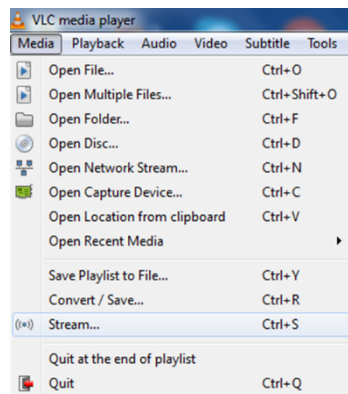 VLC media player
Media Playback Audio Video Subtitle Tools
Open File... Ctrl+O
Open Multiple Files... Ctrl+Shift+O
Open Folder... Ctrl+F
Open Disc... Ctrl+D
Open Network Stream... Ctrl+N
Open Capture Device... Ctrl+C
Open Location from clipboard Ctrl+V
Open Recent Media
Save Playlist to File... Ctrl+Y
Convert / Save... Ctrl+R
Stream... Ctrl+S
Quit at the end of playlist
Quit Ctrl+Q